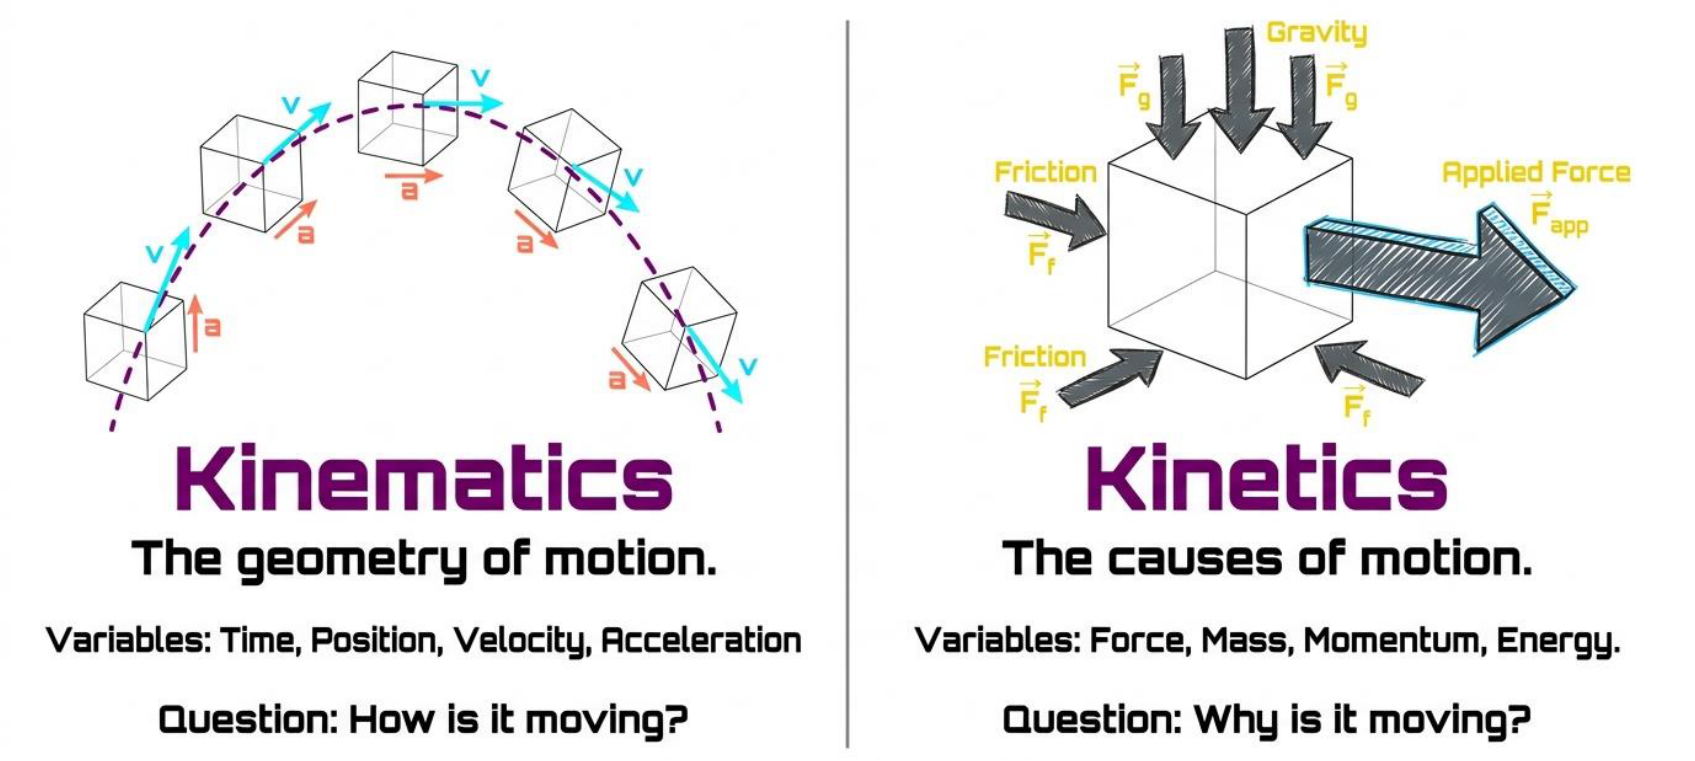 v
a
v
a
v
a
v
a
v
a
Kinematics
The geometry of motion.
Variables: Time, Position, Velocity, Acceleration
Question: How is it moving?
Gravity
F⃗g
F⃗g
Friction
F⃗f
Applied Force
F⃗app
Friction
F⃗f
F⃗f
Kinetics
The causes of motion.
Variables: Force, Mass, Momentum, Energy.
Question: Why is it moving?